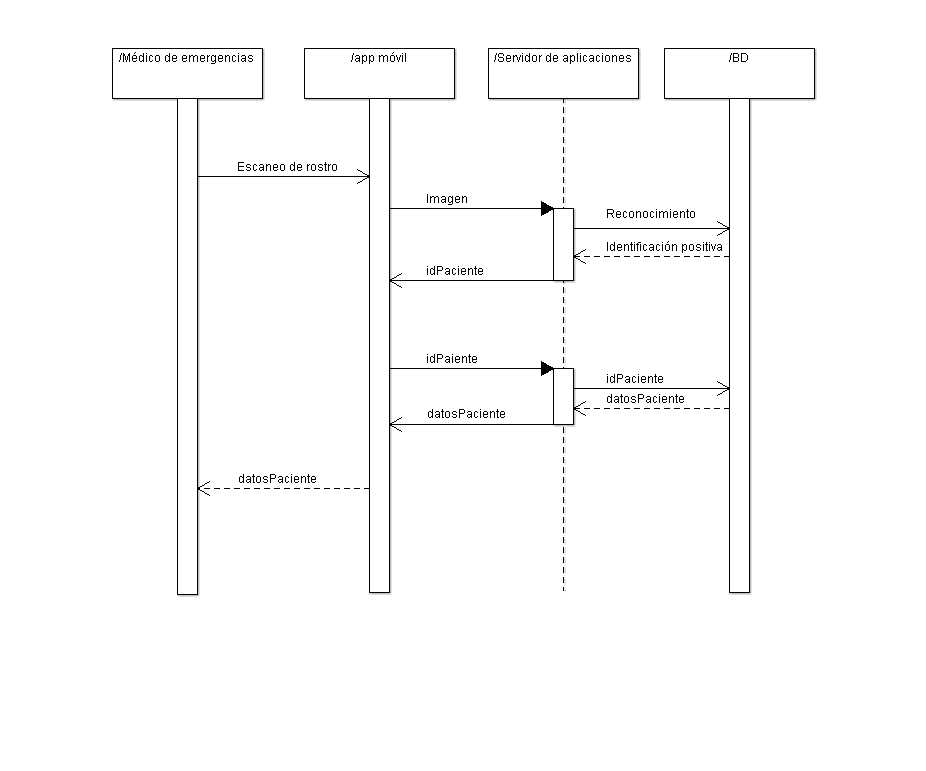 /Médico de emergencias
/app móvil
/Servidor de aplicaciones
/BD
Escaneo de rostro
Imagen
Reconocimiento
Identificación positiva
idPaciente
idPaiente
idPaciente
datosPaciente
datosPaciente
datosPaciente